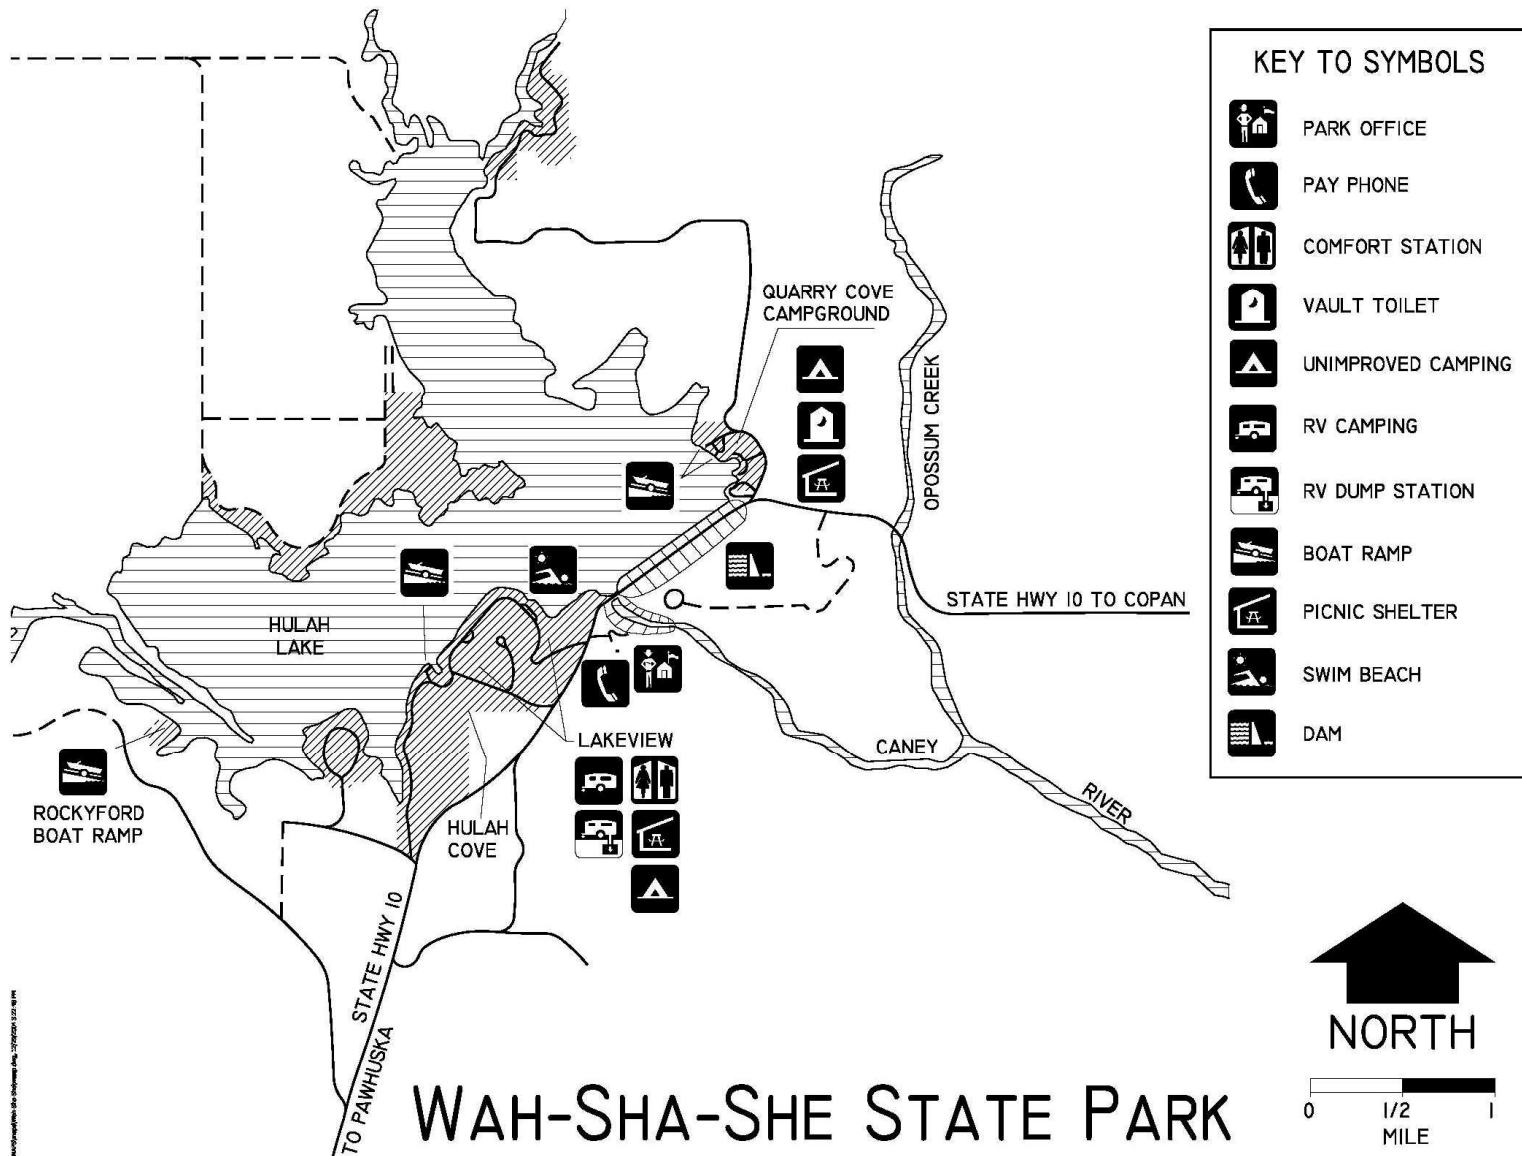 KEY TO SYMBOLS
PARK OFFICE
PAY PHONE
COMFORT STATION
VAULT TOILET
UNIMPROVED CAMPING
RV CAMPING
RV DUMP STATION
BOAT RAMP
PICNIC SHELTER
SWIM BEACH
DAM
QUARRY COVE
CAMPGROUND
OPOSSUM CREEK
STATE HWY 10 TO COPAN
HULAH
LAKE
LAKEVIEW
CANEY
RIVER
ROCKYFORD
BOAT RAMP
HULAH
COVE
STATE HWY 10
TO PAWHUSKA
NORTH
0 1/2 1
MILE
WAH-SHA-SHE STATE PARK